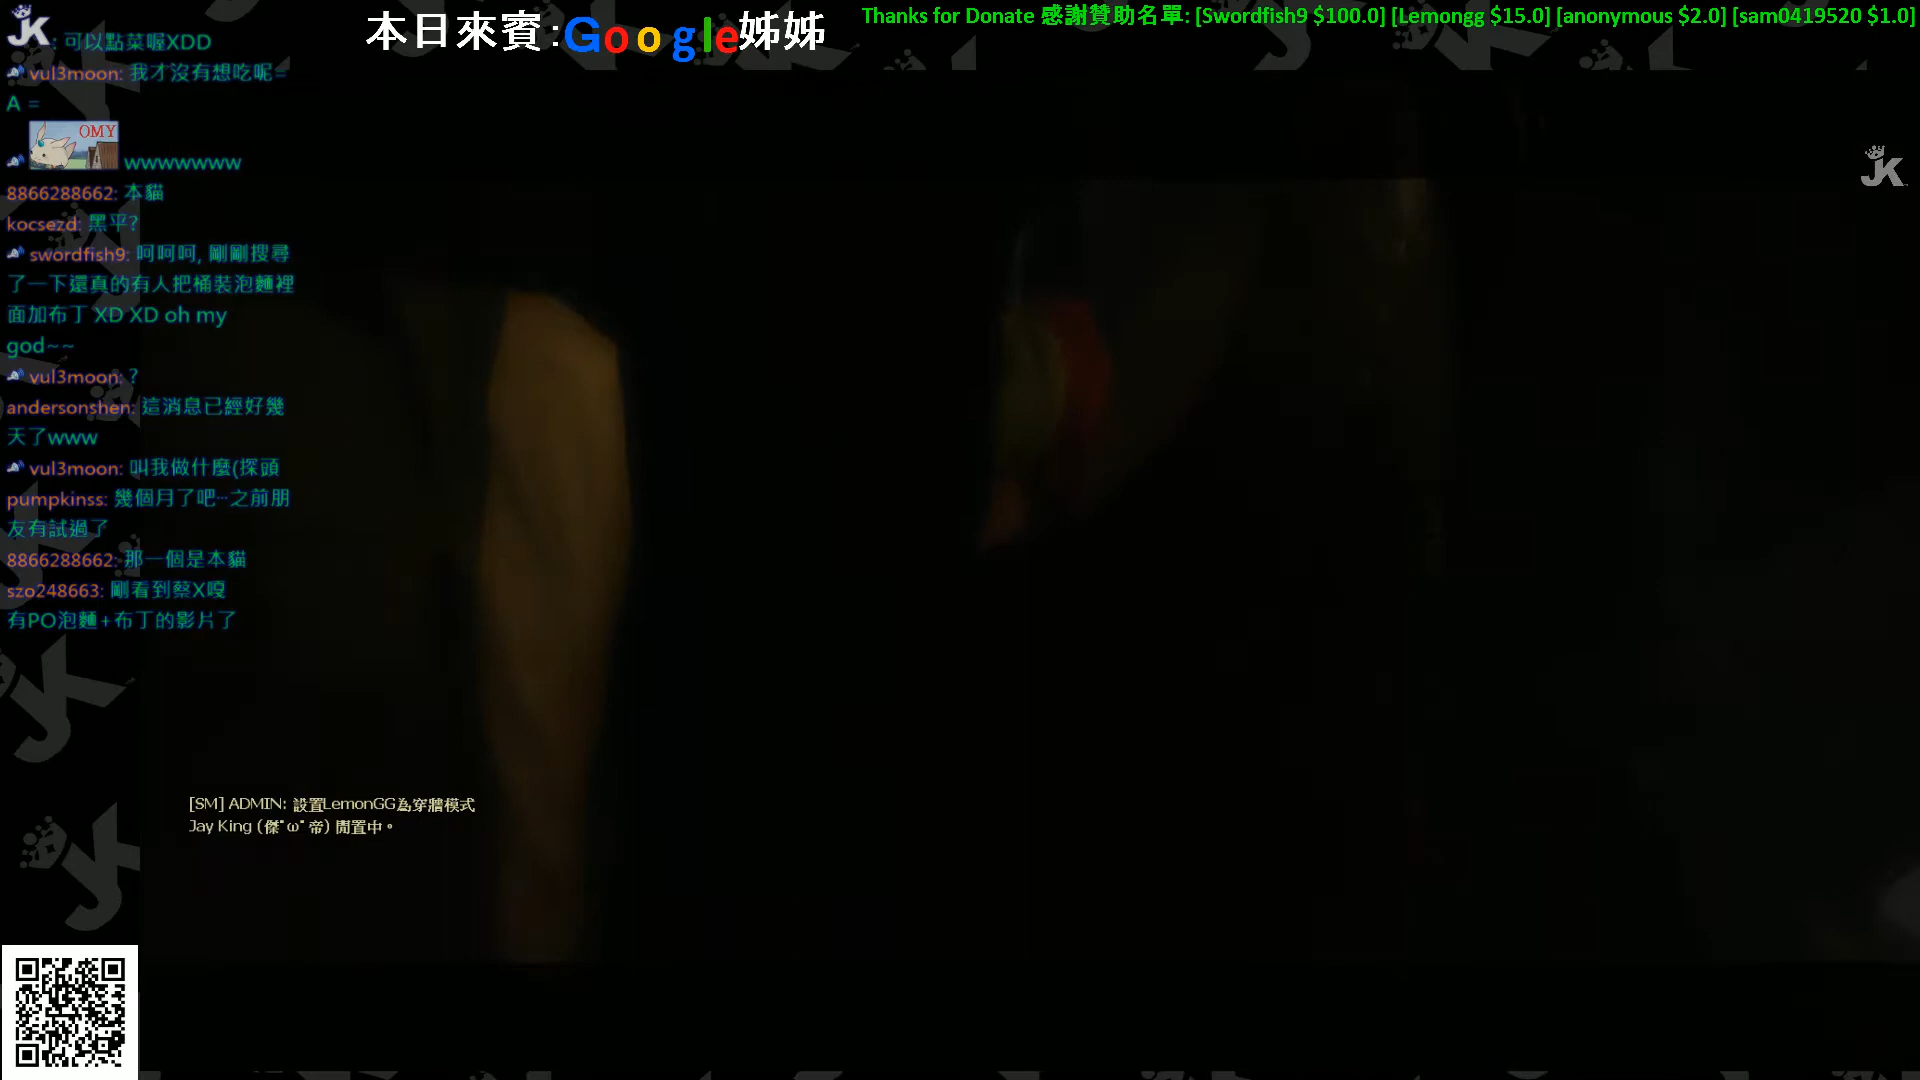 JK
: 可以點菜喔XDD
vul3moon: 我才沒有想吃呢=
A =
OMY
wwwwwww
8866288662: 本貓
kocsezd: 黑平?
swordfish9: 呵呵呵, 剛剛搜尋
了一下還真的有人把桶裝泡麵裡
面加布丁 XD XD oh my
god~~
vul3moon: ?
andersonshen: 這消息已經好幾
天了www
vul3moon: 叫我做什麼(探頭
pumpkinss: 幾個月了吧…之前朋
友有試過了
8866288662: 那一個是本貓
szo248663: 剛看到蔡X嘎
有PO泡麵+布丁的影片了
本日來賓:Google姊姊
Thanks for Donate 感謝贊助名單: [Swordfish9 $100.0] [Lemongg $15.0] [anonymous $2.0] [sam0419520 $1.0]
JK
[SM] ADMIN: 設置LemonGG為穿牆模式
Jay King (傑ﾟωﾟ帝) 閒置中。